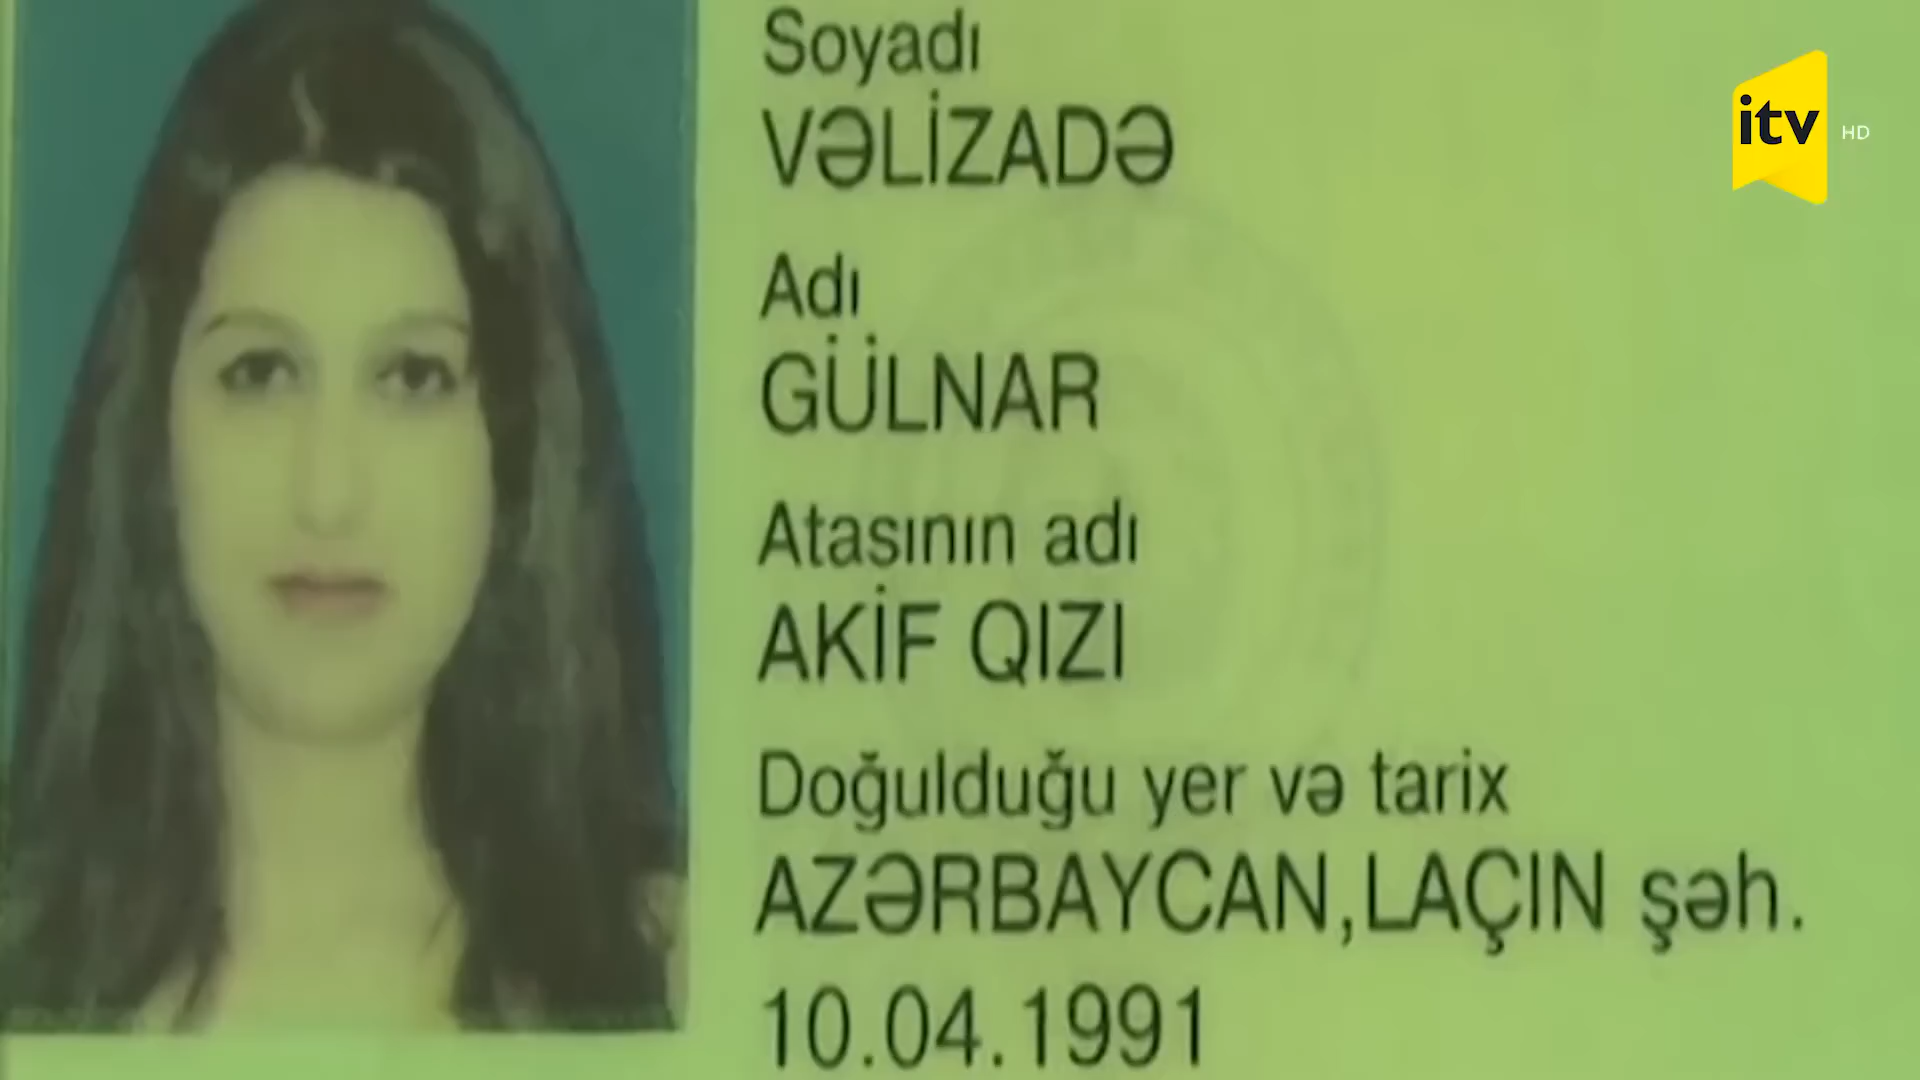 Soyadı
VƏLİZADƏ
Adı
GÜLNAR
Atasının adı
AKİF QIZI
Doğulduğu yer və tarix
AZƏRBAYCAN,LAÇIN şəh.
10.04.1991
itv HD